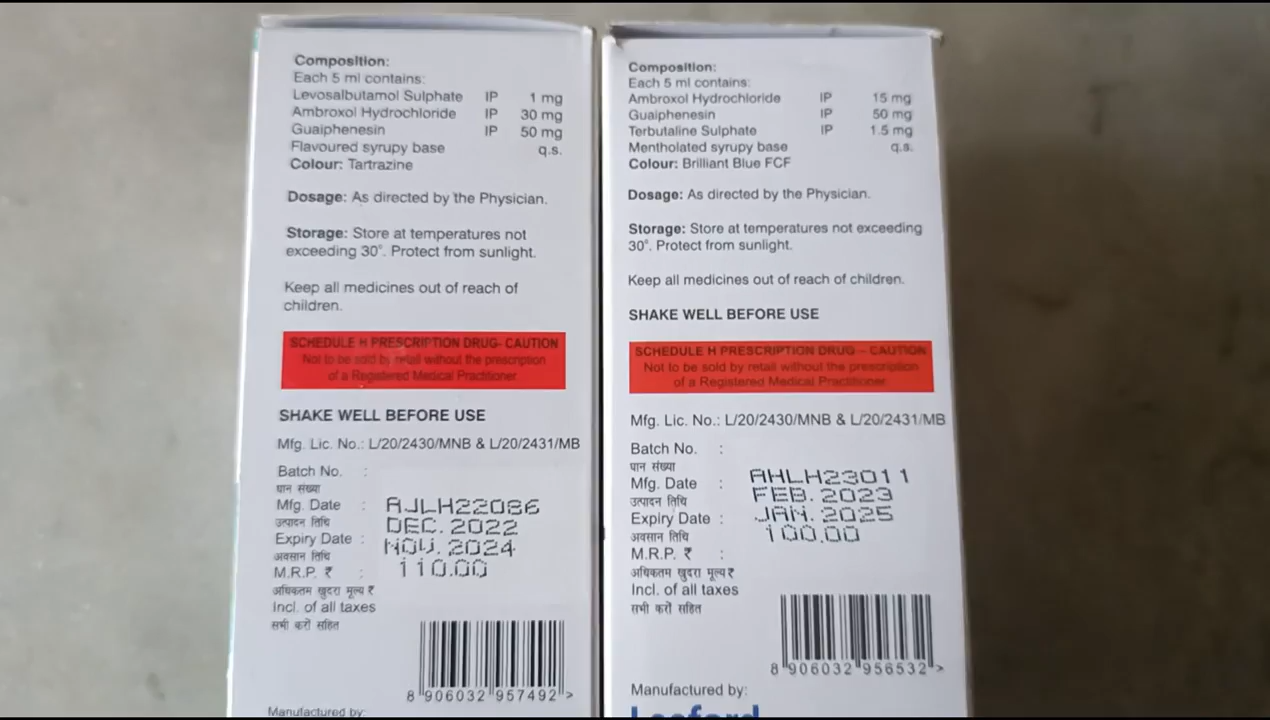 Composition:
Each 5 ml contains:
Levosalbutamol Sulphate IP 1 mg
Ambroxol Hydrochloride IP 30 mg
Guaiphenesin IP 50 mg
Flavoured syrupy base q.s.
Colour: Tartrazine
Dosage: As directed by the Physician.
Storage: Store at temperatures not
exceeding 30°. Protect from sunlight.
Keep all medicines out of reach of
children.
SCHEDULE H PRESCRIPTION DRUG- CAUTION
Not to be sold by retail without the prescription
of a Registered Medical Practitioner
SHAKE WELL BEFORE USE
Mfg. Lic. No.: L/20/2430/MNB & L/20/2431/MB
Batch No. :
घान संख्या
Mfg. Date : AJLH22086
उत्पादन तिथि DEC. 2022
Expiry Date : NOV. 2024
अवसान तिथि
M.R.P. ₹ : 110.00
अधिकतम खुदरा मूल्य ₹
Incl. of all taxes
सभी करों सहित
8 906032 957492 >
Manufactured by:
Composition:
Each 5 ml contains:
Ambroxol Hydrochloride IP 15 mg
Guaiphenesin IP 50 mg
Terbutaline Sulphate IP 1.5 mg
Mentholated syrupy base q.s.
Colour: Brilliant Blue FCF
Dosage: As directed by the Physician.
Storage: Store at temperatures not exceeding
30°. Protect from sunlight.
Keep all medicines out of reach of children.
SHAKE WELL BEFORE USE
SCHEDULE H PRESCRIPTION DRUG – CAUTION
Not to be sold by retail without the prescription
of a Registered Medical Practitioner
Mfg. Lic. No.: L/20/2430/MNB & L/20/2431/MB
Batch No. :
घान संख्या
Mfg. Date : AHLH23011
उत्पादन तिथि FEB. 2023
Expiry Date : JAN. 2025
अवसान तिथि 100.00
M.R.P. ₹ :
अधिकतम खुदरा मूल्य ₹
Incl. of all taxes
सभी करों सहित
8 906032 956532 >
Manufactured by:
Leeford